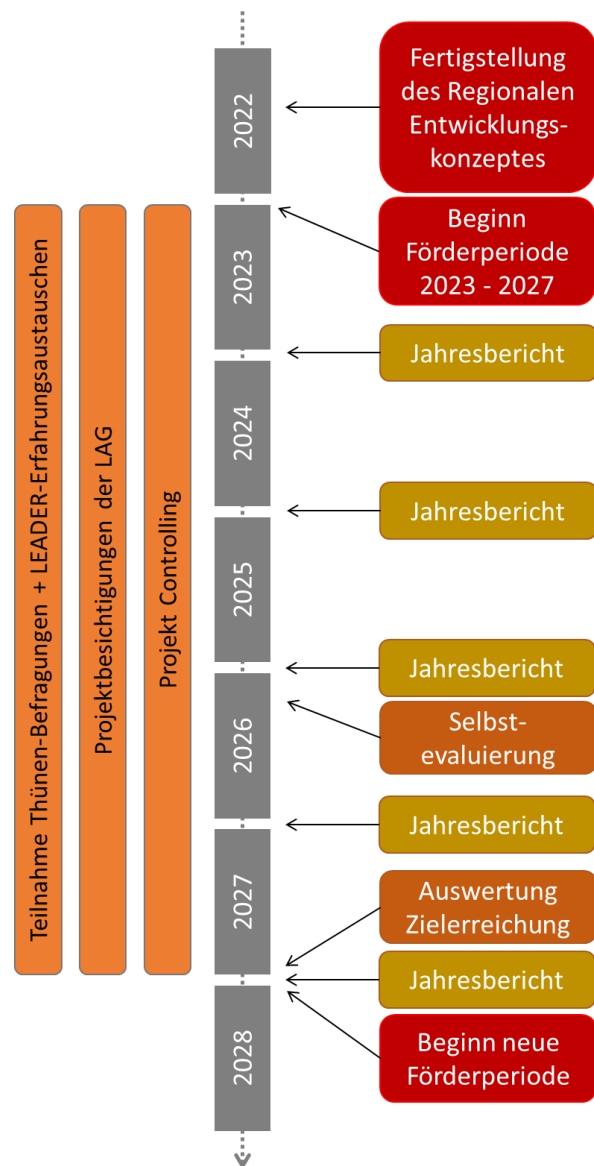 2022
2023
2024
2025
2026
2027
2028
Teilnahme Thünen-Befragungen + LEADER-Erfahrungsaustauschen
Projektbesichtigungen der LAG
Projekt Controlling
Fertigstellung
des Regionalen
Entwicklungs-
konzeptes
Beginn
Förderperiode
2023 - 2027
Jahresbericht
Jahresbericht
Jahresbericht
Selbst-
evaluierung
Jahresbericht
Auswertung
Zielerreichung
Jahresbericht
Beginn neue
Förderperiode